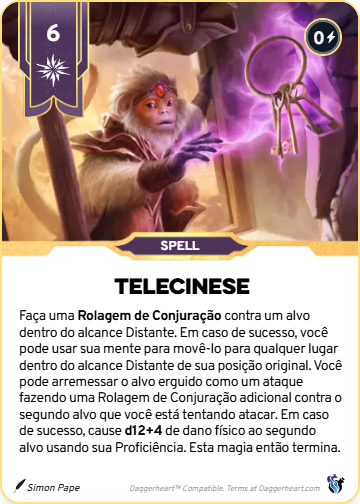 6
0
SPELL
TELECINESE
Faça uma Rolagem de Conjuração contra um alvo
dentro do alcance Distante. Em caso de sucesso, você
pode usar sua mente para movê-lo para qualquer lugar
dentro do alcance Distante de sua posição original. Você
pode arremessar o alvo erguido como um ataque
fazendo uma Rolagem de Conjuração adicional contra o
segundo alvo que você está tentando atacar. Em caso
de sucesso, cause d12+4 de dano físico ao segundo
alvo usando sua Proficiência. Esta magia então termina.
Simon Pape
Daggerheart™ Compatible. Terms at Daggerheart.com